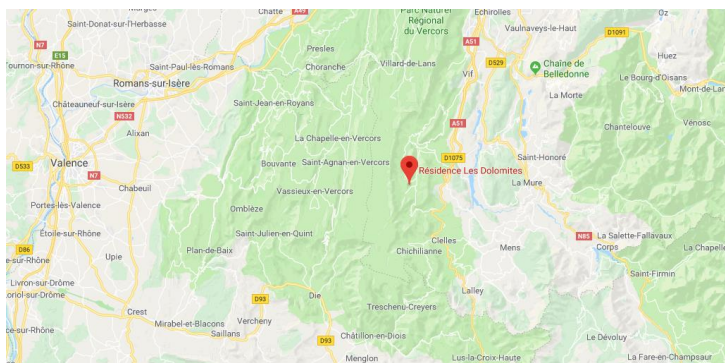 Saint-Donat-sur-l'Herbasse
Chatte
A48
Parc Naturel
Régional
du Vercors
Echirolles
Oz
N7
E15
Tournon-sur-Rhône
Saint-Paul-lès-Romans
Presles
Choranche
Villard-de-Lans
A51
D529
Vaulnaveys-le-Haut
D1091
Huez
Vif
Chaîne de
Belledonne
Le Bourg-d'Oisans
Mont-de-Lan
Romans-sur-Isère
Châteauneuf-sur-Isère
N532
Saint-Jean-en-Royans
La Morte
Alixan
A51
Chantelouve
Vénosc
La Chapelle-en-Vercors
D533
Valence
N7
Chabeuil
Bouvante
Saint-Agnan-en-Vercors
D1075
Saint-Honoré
Résidence Les Dolomites
La Mure
Vassieux-en-Vercors
Portes-lès-Valence
Omblèze
Étoile-sur-Rhône
Saint-Julien-en-Quint
La Salette-Fallavaux
N85
Corps
La Chapelle
D86
Upie
Plan-de-Baix
Clelles
Mens
Chichilianne
Saint-Firmin
Livron-sur-Drôme
Loriol-sur-Drôme
D93
Die
Lalley
Crest
Treschenu-Creyers
Mirabel-et-Blacons
Vercheny
Saillans
D93
Châtillon-en-Diois
Le Dévoluy
Menglon
Lus-la-Croix-Haute
La Fare-en-Champsaur